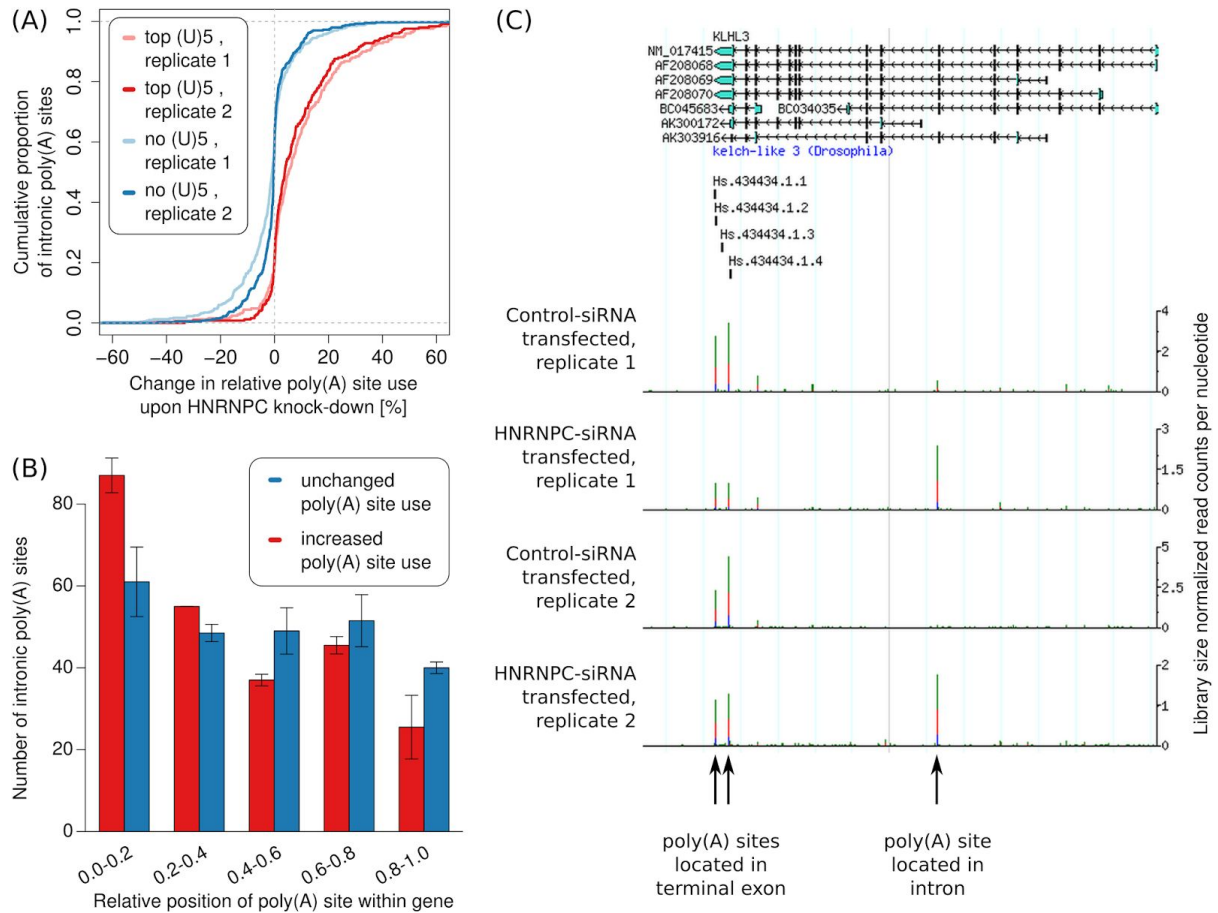 (A)
top (U)5 ,
replicate 1
top (U)5 ,
replicate 2
no (U)5 ,
replicate 1
no (U)5 ,
replicate 2
Cumulative proportion
of intronic poly(A) sites
0.0
0.2
0.4
0.6
0.8
1.0
−60
−40
−20
0
20
40
60
Change in relative poly(A) site use
upon HNRNPC knock-down [%]
(B)
unchanged
poly(A) site use
increased
poly(A) site use
Number of intronic poly(A) sites
0
20
40
60
80
0.0-0.2
0.2-0.4
0.4-0.6
0.6-0.8
0.8-1.0
Relative position of poly(A) site within gene
(C)
KLHL3
NM_017415
AF208068
AF208069
AF208070
BC045683 BC034035
AK300172
AK303916
kelch-like 3 (Drosophila)
Hs.434434.1.1
Hs.434434.1.2
Hs.434434.1.3
Hs.434434.1.4
Control-siRNA
transfected,
replicate 1
4
2
0
HNRNPC-siRNA
transfected,
replicate 1
3
1.5
0
Control-siRNA
transfected,
replicate 2
5
2.5
0
HNRNPC-siRNA
transfected,
replicate 2
2
1
0
Library size normalized read counts per nucleotide
poly(A) sites
located in
terminal exon
poly(A) site
located in
intron